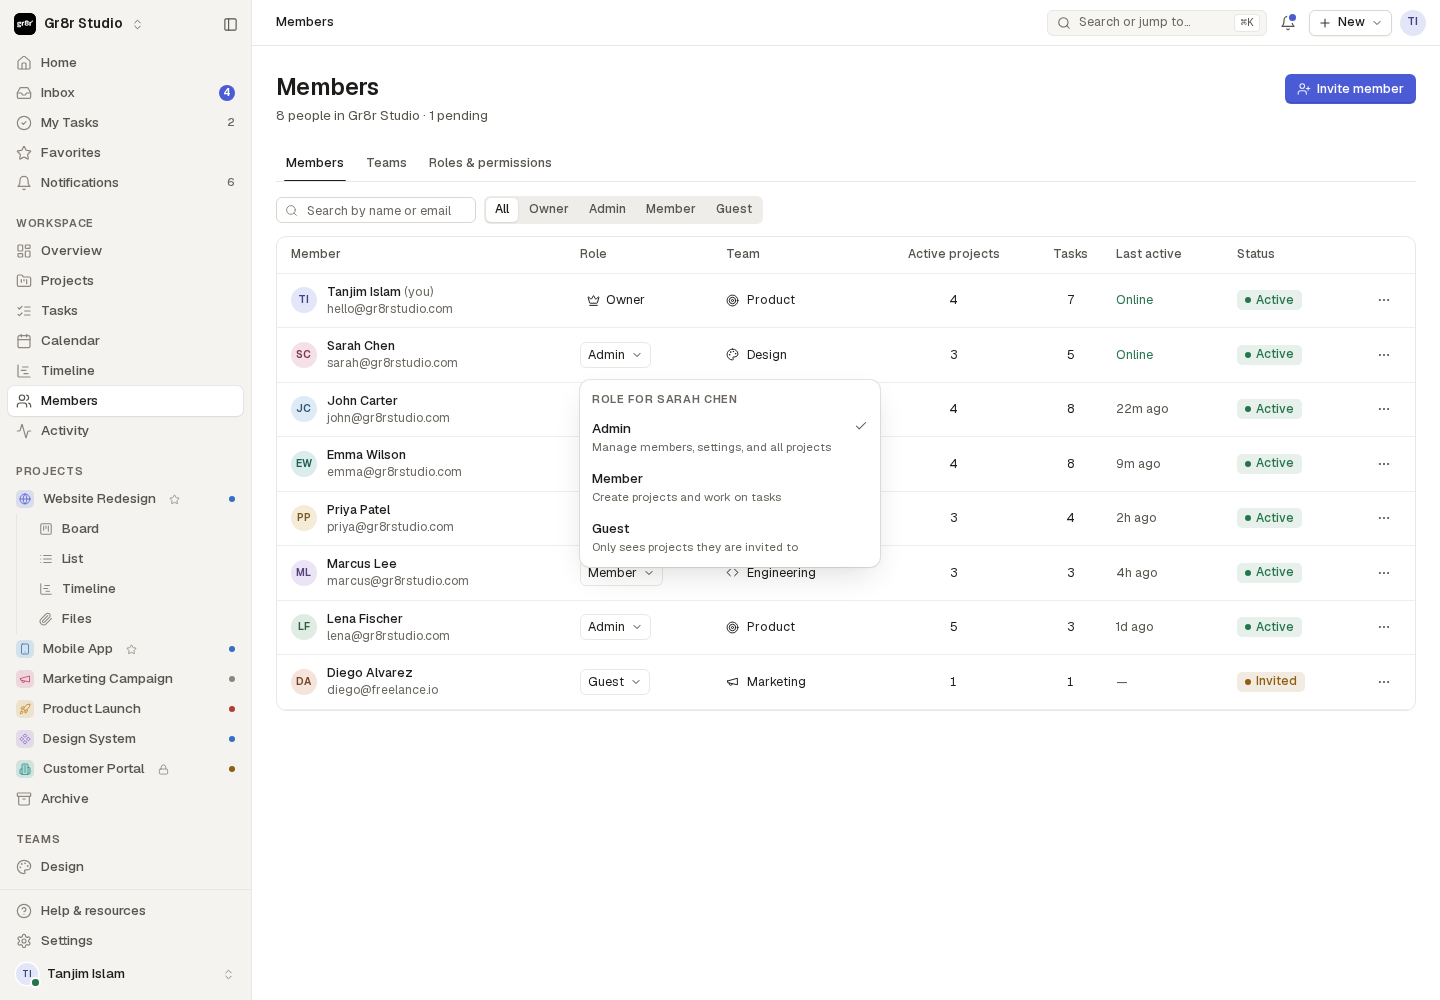 gr8r
Gr8r Studio
Home
Inbox 4
My Tasks 2
Favorites
Notifications 6
WORKSPACE
Overview
Projects
Tasks
Calendar
Timeline
Members
Activity
PROJECTS
Website Redesign
Board
List
Timeline
Files
Mobile App
Marketing Campaign
Product Launch
Design System
Customer Portal
Archive
TEAMS
Design
Help & resources
Settings
TI Tanjim Islam
Members
Search or jump to... ⌘K
New
TI
Members
8 people in Gr8r Studio · 1 pending
Invite member
Members Teams Roles & permissions
Search by name or email
All Owner Admin Member Guest
Member Role Team Active projects Tasks Last active Status
TI Tanjim Islam (you) Owner Product 4 7 Online Active
hello@gr8rstudio.com
SC Sarah Chen Admin Design 3 5 Online Active
sarah@gr8rstudio.com
JC John Carter 4 8 22m ago Active
john@gr8rstudio.com
EW Emma Wilson 4 8 9m ago Active
emma@gr8rstudio.com
PP Priya Patel 3 4 2h ago Active
priya@gr8rstudio.com
ML Marcus Lee Member Engineering 3 3 4h ago Active
marcus@gr8rstudio.com
LF Lena Fischer Admin Product 5 3 1d ago Active
lena@gr8rstudio.com
DA Diego Alvarez Guest Marketing 1 1 — Invited
diego@freelance.io
ROLE FOR SARAH CHEN
Admin
Manage members, settings, and all projects
Member
Create projects and work on tasks
Guest
Only sees projects they are invited to